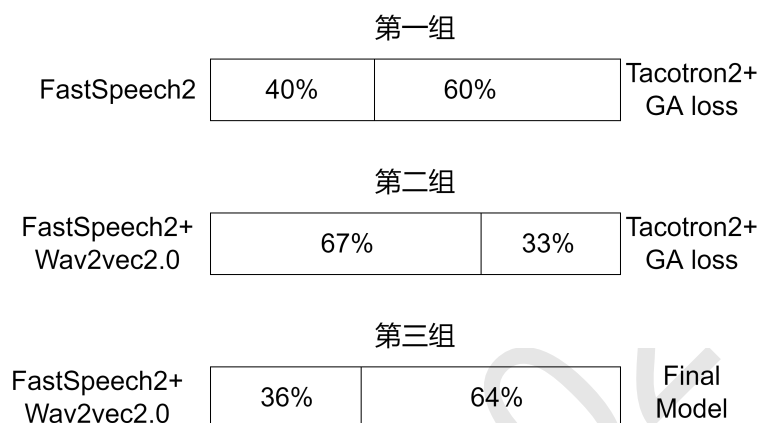 第一组
FastSpeech2
40%
60%
Tacotron2+
GA loss
第二组
FastSpeech2+
Wav2vec2.0
67%
33%
Tacotron2+
GA loss
第三组
FastSpeech2+
Wav2vec2.0
36%
64%
Final
Model